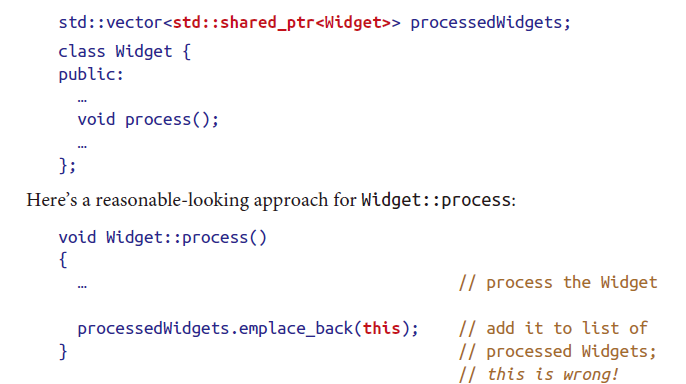 std::vector<std::shared_ptr<Widget>> processedWidgets;
class Widget {
public:
…
void process();
…
};
Here’s a reasonable-looking approach for Widget::process:
void Widget::process()
{
… // process the Widget
processedWidgets.emplace_back(this); // add it to list of
} // processed Widgets;
// this is wrong!